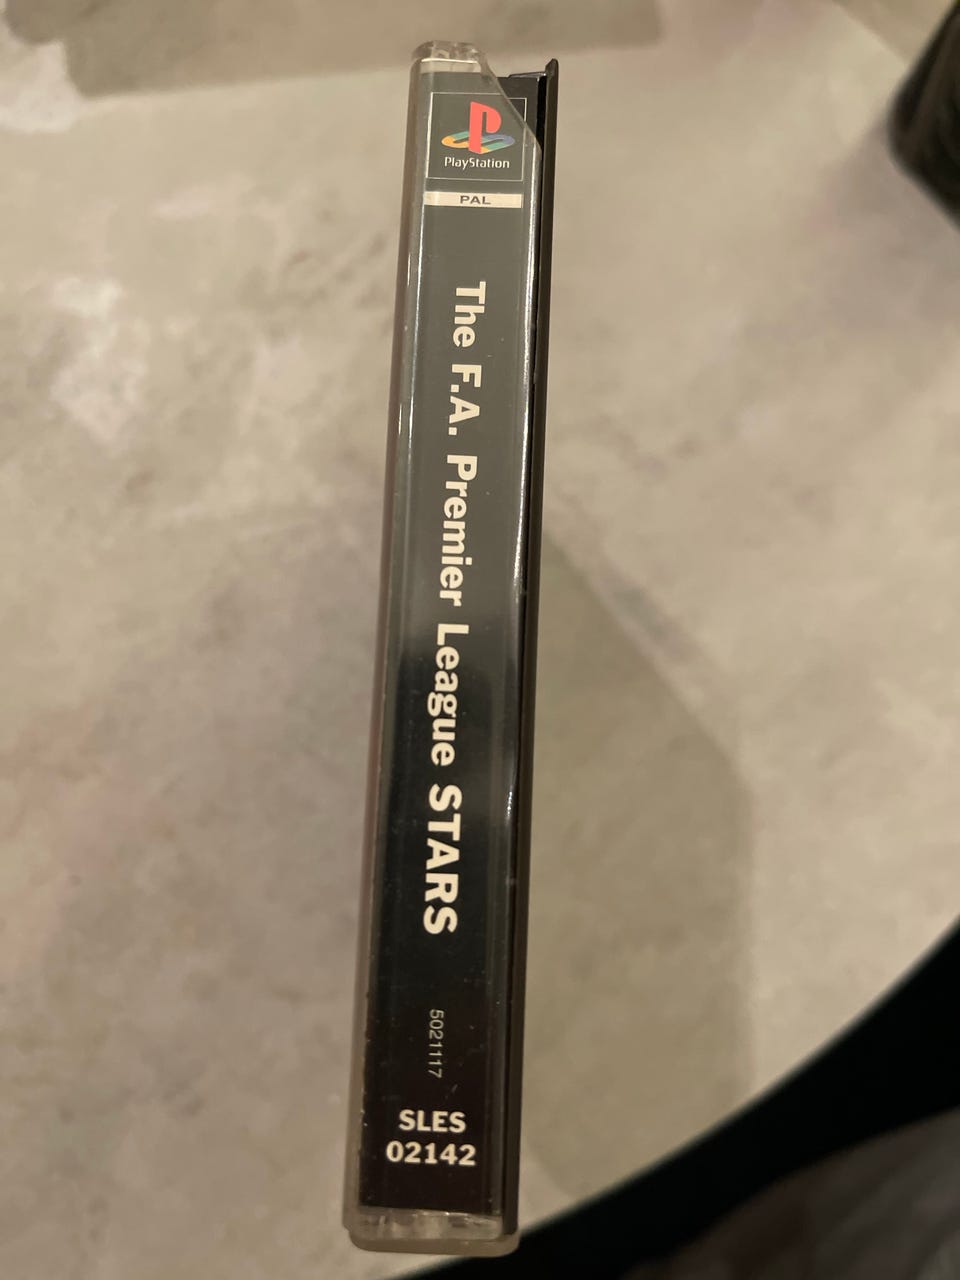 PlayStation
PAL
The F.A. Premier League STARS
5021117
SLES
02142